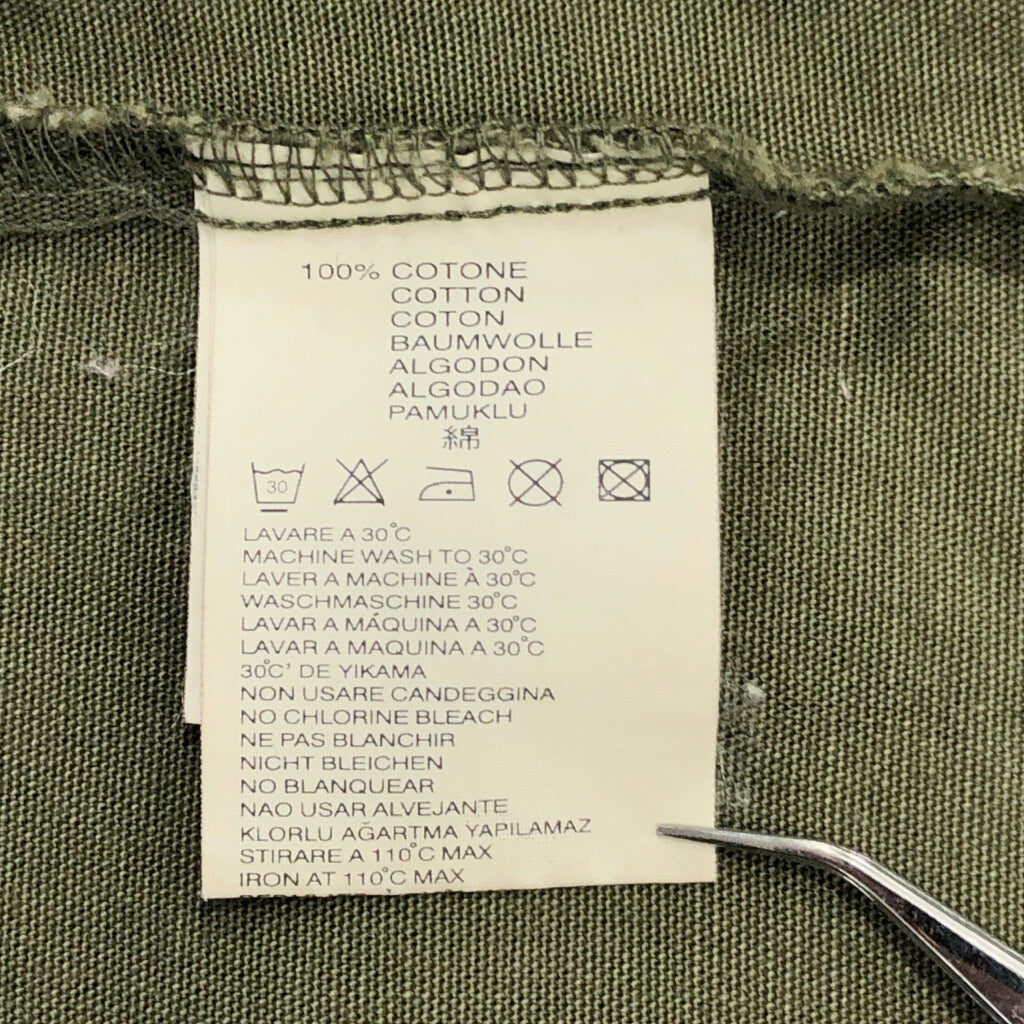 100% COTONE
COTTON
COTON
BAUMWOLLE
ALGODON
ALGODAO
PAMUKLU
綿
30
LAVARE A 30°C
MACHINE WASH TO 30°C
LAVER A MACHINE À 30°C
WASCHMASCHINE 30°C
LAVAR A MÁQUINA A 30°C
LAVAR A MAQUINA A 30°C
30°C' DE YIKAMA
NON USARE CANDEGGINA
NO CHLORINE BLEACH
NE PAS BLANCHIR
NICHT BLEICHEN
NO BLANQUEAR
NAO USAR ALVEJANTE
KLORLU AĞARTMA YAPILAMAZ
STIRARE A 110°C MAX
IRON AT 110°C MAX